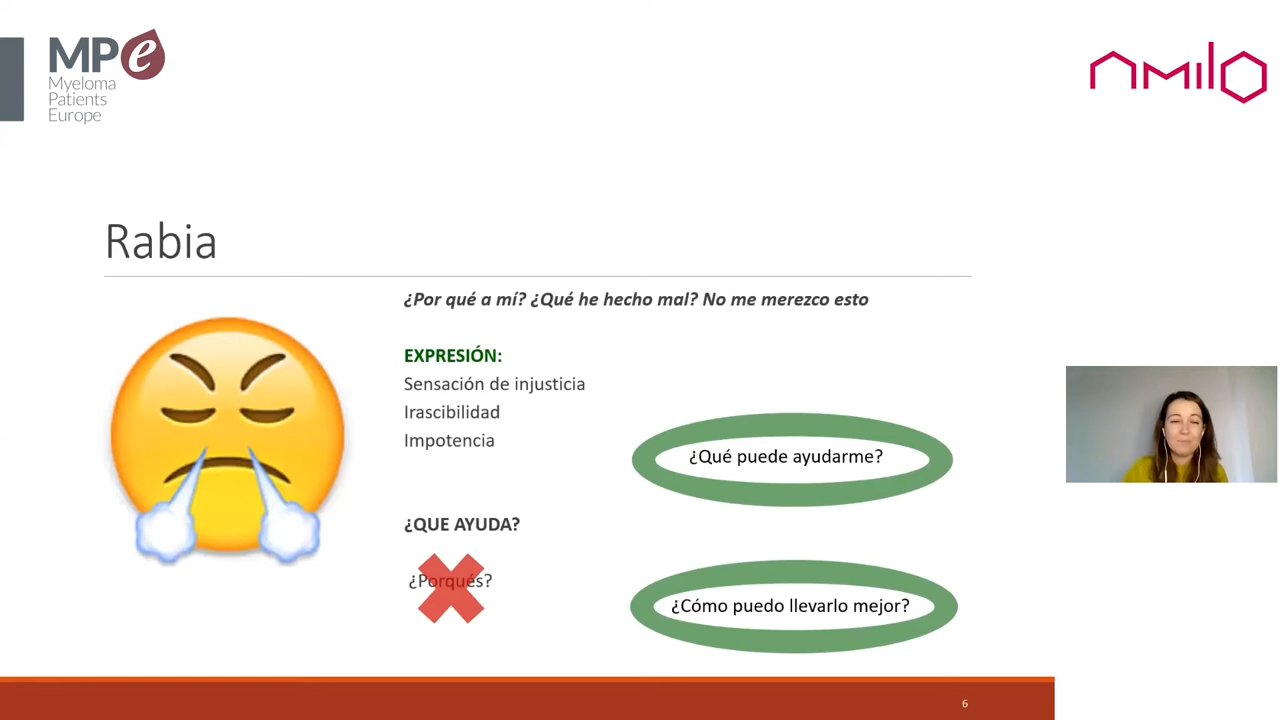 MPe
Myeloma
Patients
Europe
amilo
Rabia
¿Por qué a mí? ¿Qué he hecho mal? No me merezco esto
EXPRESIÓN:
Sensación de injusticia
Irascibilidad
Impotencia
¿Qué puede ayudarme?
¿QUE AYUDA?
¿Porqués?
¿Cómo puedo llevarlo mejor?
6